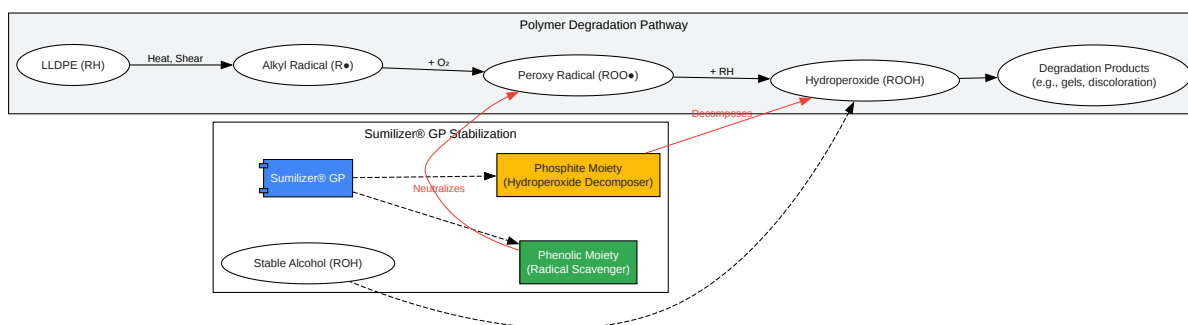 Polymer Degradation Pathway
LLDPE (RH)
Heat, Shear
Alkyl Radical (R●)
+ O₂
Peroxy Radical (ROO●)
+ RH
Hydroperoxide (ROOH)
Degradation Products
(e.g., gels, discoloration)
Decomposes
Sumilizer® GP Stabilization
Sumilizer® GP
Phosphite Moiety
(Hydroperoxide Decomposer)
Neutralizes
Phenolic Moiety
(Radical Scavenger)
Stable Alcohol (ROH)